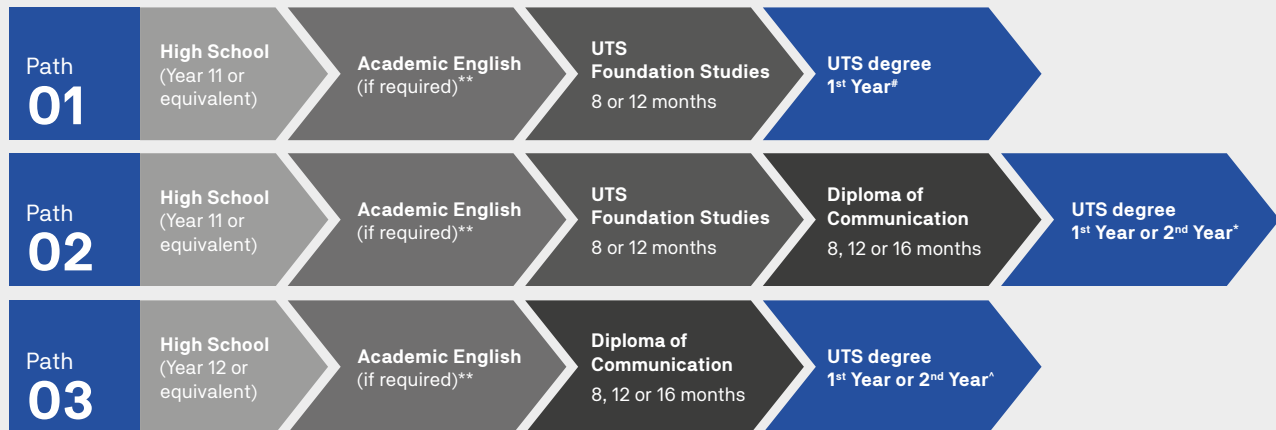 Path
01
High School
(Year 11 or
equivalent)
Academic English
(if required)**
UTS
Foundation Studies
8 or 12 months
UTS degree
1st Year#
Path
02
High School
(Year 11 or
equivalent)
Academic English
(if required)**
UTS
Foundation Studies
8 or 12 months
Diploma of
Communication
8, 12 or 16 months
UTS degree
1st Year or 2nd Year*
Path
03
High School
(Year 12 or
equivalent)
Academic English
(if required)**
Diploma of
Communication
8, 12 or 16 months
UTS degree
1st Year or 2nd Year^